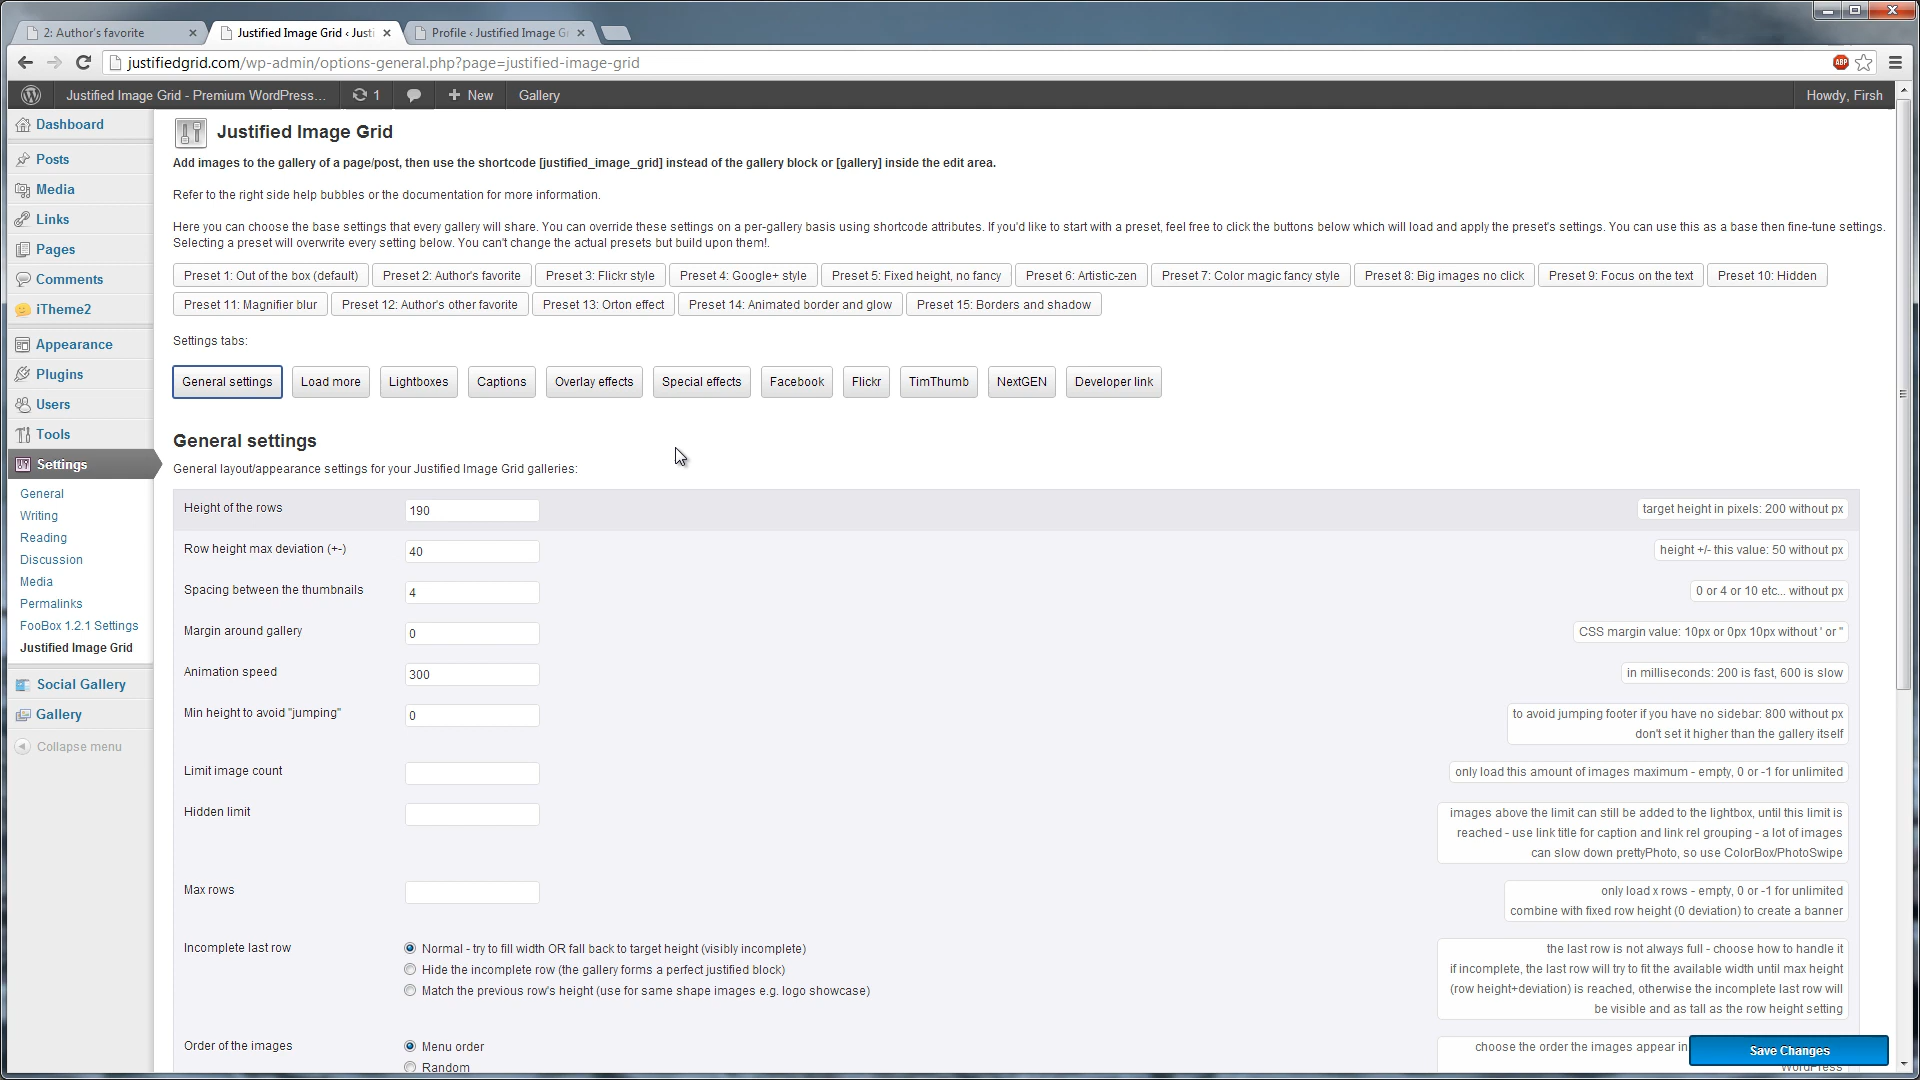 2: Author's favorite
Justified Image Grid ‹ Justi
Profile ‹ Justified Image G
justifiedgrid.com/wp-admin/options-general.php?page=justified-image-grid
ABP
Justified Image Grid - Premium WordPress...
1
New
Gallery
Howdy, Firsh
Dashboard
Posts
Media
Links
Pages
Comments
iTheme2
Appearance
Plugins
Users
Tools
Settings
General
Writing
Reading
Discussion
Media
Permalinks
FooBox 1.2.1 Settings
Justified Image Grid
Social Gallery
Gallery
Collapse menu
Justified Image Grid
Add images to the gallery of a page/post, then use the shortcode [justified_image_grid] instead of the gallery block or [gallery] inside the edit area.
Refer to the right side help bubbles or the documentation for more information.
Here you can choose the base settings that every gallery will share. You can override these settings on a per-gallery basis using shortcode attributes. If you'd like to start with a preset, feel free to click the buttons below which will load and apply the preset's settings. You can use this as a base then fine-tune settings.
Selecting a preset will overwrite every setting below. You can't change the actual presets but build upon them!.
Preset 1: Out of the box (default)
Preset 2: Author's favorite
Preset 3: Flickr style
Preset 4: Google+ style
Preset 5: Fixed height, no fancy
Preset 6: Artistic-zen
Preset 7: Color magic fancy style
Preset 8: Big images no click
Preset 9: Focus on the text
Preset 10: Hidden
Preset 11: Magnifier blur
Preset 12: Author's other favorite
Preset 13: Orton effect
Preset 14: Animated border and glow
Preset 15: Borders and shadow
Settings tabs:
General settings
Load more
Lightboxes
Captions
Overlay effects
Special effects
Facebook
Flickr
TimThumb
NextGEN
Developer link
General settings
General layout/appearance settings for your Justified Image Grid galleries:
Height of the rows
190
target height in pixels: 200 without px
Row height max deviation (+-)
40
height +/- this value: 50 without px
Spacing between the thumbnails
4
0 or 4 or 10 etc... without px
Margin around gallery
0
CSS margin value: 10px or 0px 10px without ' or "
Animation speed
300
in milliseconds: 200 is fast, 600 is slow
Min height to avoid "jumping"
0
to avoid jumping footer if you have no sidebar: 800 without px
don't set it higher than the gallery itself
Limit image count
only load this amount of images maximum - empty, 0 or -1 for unlimited
Hidden limit
images above the limit can still be added to the lightbox, until this limit is
reached - use link title for caption and link rel grouping - a lot of images
can slow down prettyPhoto, so use ColorBox/PhotoSwipe
Max rows
only load x rows - empty, 0 or -1 for unlimited
combine with fixed row height (0 deviation) to create a banner
Incomplete last row
Normal - try to fill width OR fall back to target height (visibly incomplete)
Hide the incomplete row (the gallery forms a perfect justified block)
Match the previous row's height (use for same shape images e.g. logo showcase)
the last row is not always full - choose how to handle it
if incomplete, the last row will try to fit the available width until max height
(row height+deviation) is reached, otherwise the incomplete last row will
be visible and as tall as the row height setting
Order of the images
Menu order
Random
choose the order the images appear in
WordPress
Save Changes